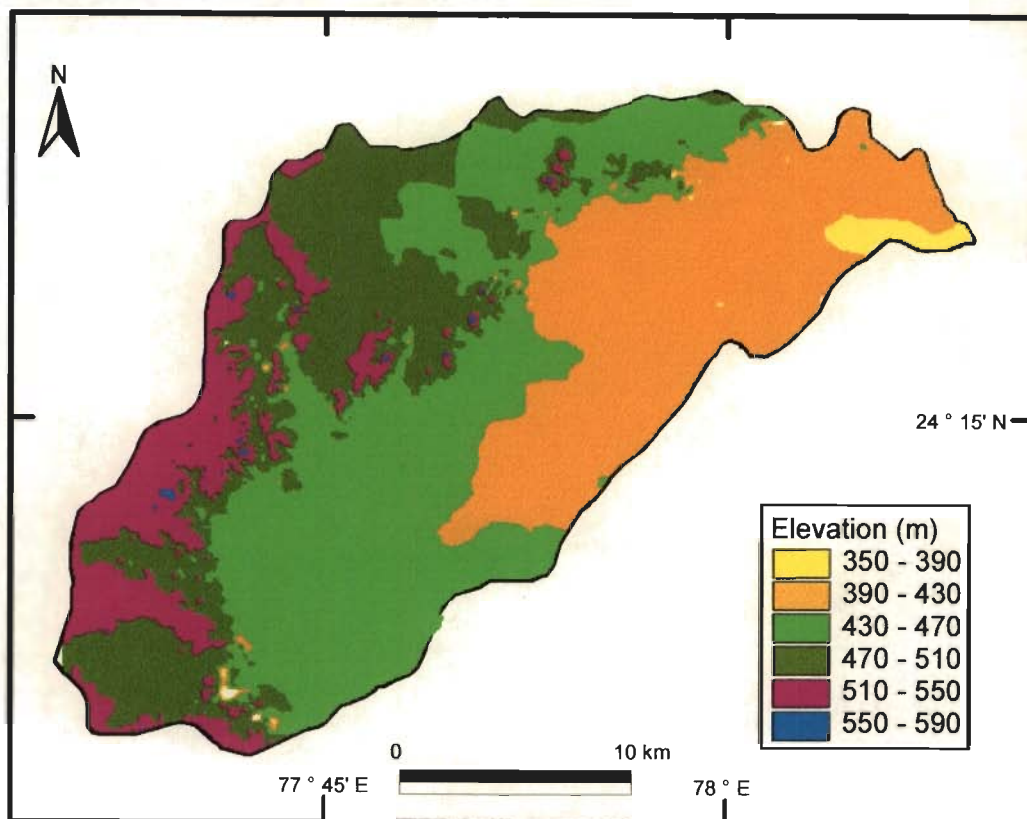 N
24 ° 15' N
Elevation (m)
350 - 390
390 - 430
430 - 470
470 - 510
510 - 550
550 - 590
0 10 km
77 ° 45' E
78 ° E